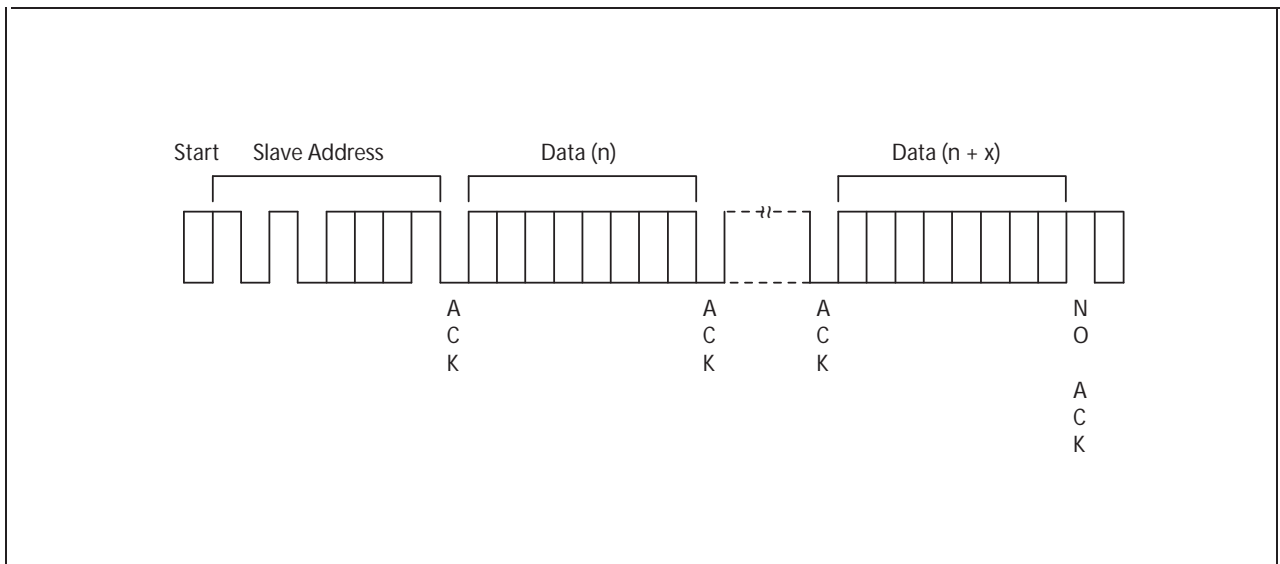 Start Slave Address Data (n) Data (n + x)
A A A N
C C C O
K K K
A
C
K